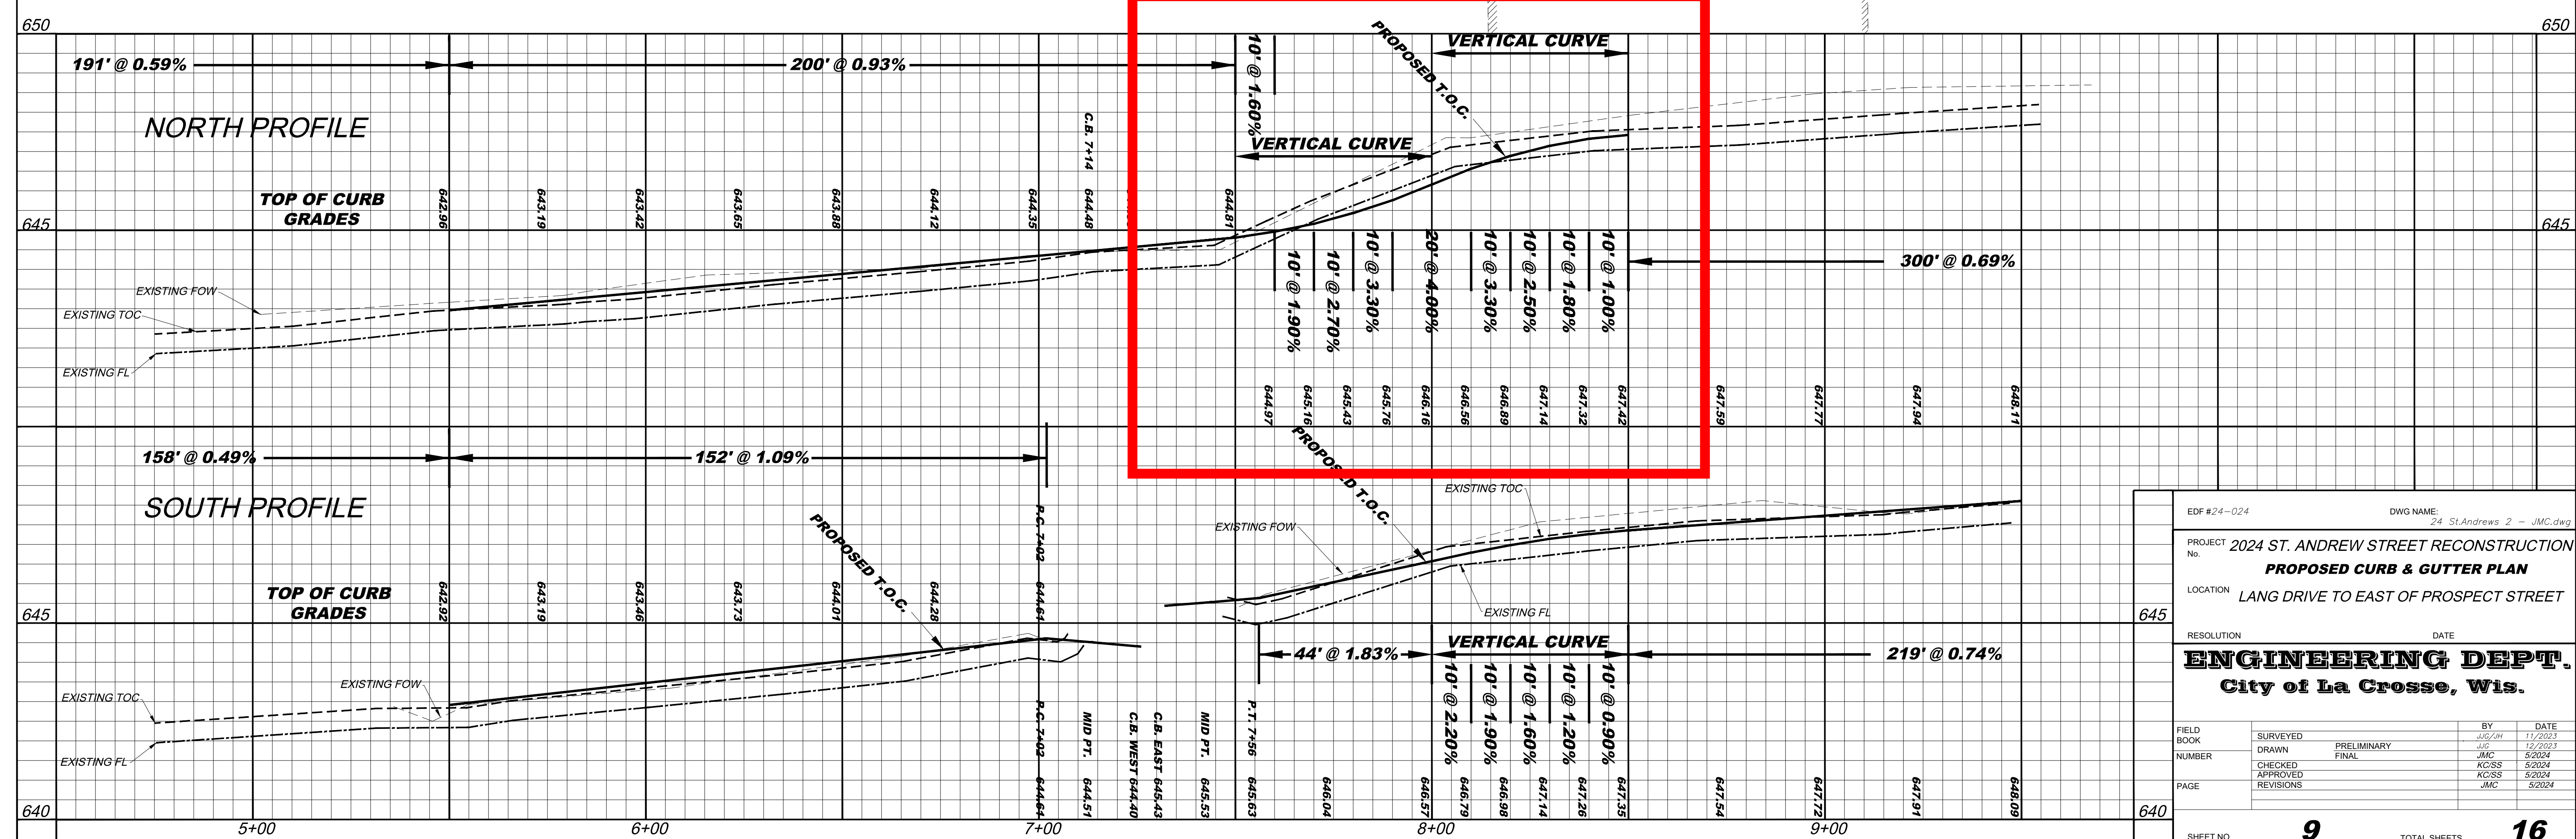 650
650
191' @ 0.59%
200' @ 0.93%
10' @ 1.60%
PROPOSED T.O.C.
VERTICAL CURVE
NORTH PROFILE
C.B. 7+14
VERTICAL CURVE
TOP OF CURB
GRADES
642.96
643.19
643.42
643.65
643.88
644.12
644.35
644.48
644.81
645
645
10' @ 1.90%
10' @ 2.70%
10' @ 3.30%
20' @ 4.00%
10' @ 3.30%
10' @ 2.50%
10' @ 1.80%
10' @ 1.00%
300' @ 0.69%
EXISTING FOW
EXISTING TOC
EXISTING FL
644.97
645.16
645.43
645.76
646.16
646.56
646.89
647.14
647.32
647.42
647.59
647.77
647.94
648.11
158' @ 0.49%
152' @ 1.09%
SOUTH PROFILE
PROPOSED T.O.C.
P.C. 7+02
PROPOSED T.O.C.
EXISTING TOC
EXISTING FOW
EXISTING FL
TOP OF CURB
GRADES
642.92
643.19
643.46
643.73
644.01
644.28
644.61
645
645
44' @ 1.83%
VERTICAL CURVE
219' @ 0.74%
10' @ 2.20%
10' @ 1.90%
10' @ 1.60%
10' @ 1.20%
10' @ 0.90%
EXISTING TOC
EXISTING FOW
EXISTING FL
P.C. 7+02 644.61
MID PT. 644.51
C.B. WEST 644.40
C.B. EAST 645.43
MID PT. 645.53
P.T. 7+56 645.63
646.04
646.57
646.79
646.98
647.14
647.26
647.35
647.54
647.72
647.91
648.09
640
640
5+00
6+00
7+00
8+00
9+00
EDF #24-024
DWG NAME:
24 St.Andrews 2 - JMC.dwg
PROJECT No. 2024 ST. ANDREW STREET RECONSTRUCTION
PROPOSED CURB & GUTTER PLAN
LOCATION LANG DRIVE TO EAST OF PROSPECT STREET
RESOLUTION DATE
ENGINEERING DEPT.
City of La Crosse, Wis.
FIELD BOOK
NUMBER
PAGE
BY DATE
SURVEYED JJG/JH 11/2023
DRAWN PRELIMINARY JJG 12/2023
FINAL JMC 5/2024
CHECKED KC/SS 5/2024
APPROVED KC/SS 5/2024
REVISIONS JMC 5/2024
SHEET NO. 9 TOTAL SHEETS 16